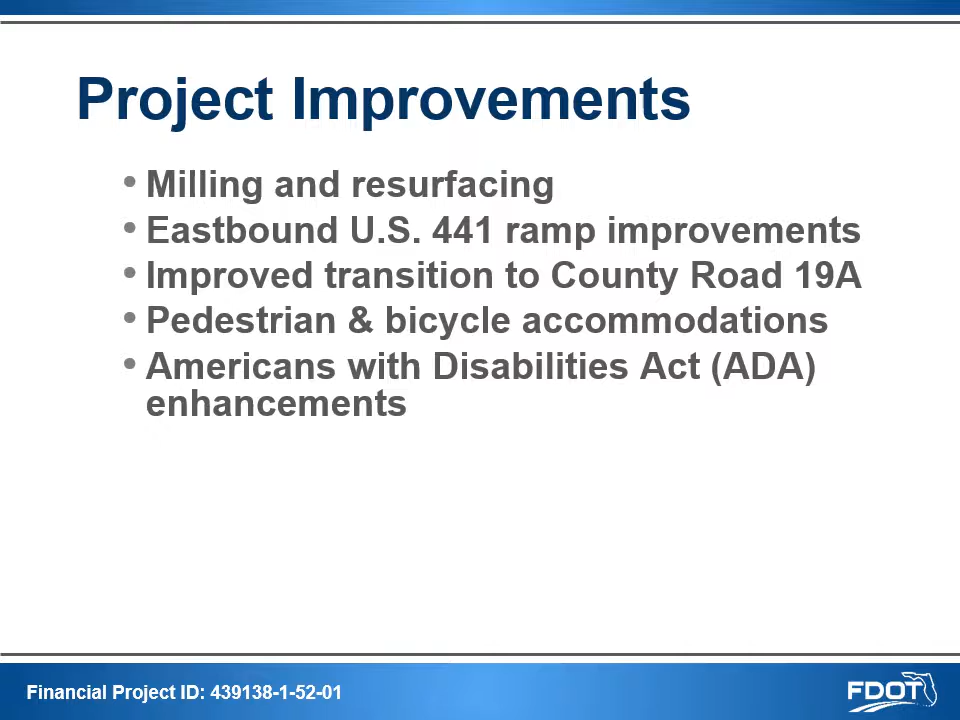 Project Improvements
• Milling and resurfacing
• Eastbound U.S. 441 ramp improvements
• Improved transition to County Road 19A
• Pedestrian & bicycle accommodations
• Americans with Disabilities Act (ADA)
enhancements
Financial Project ID: 439138-1-52-01
FDOT